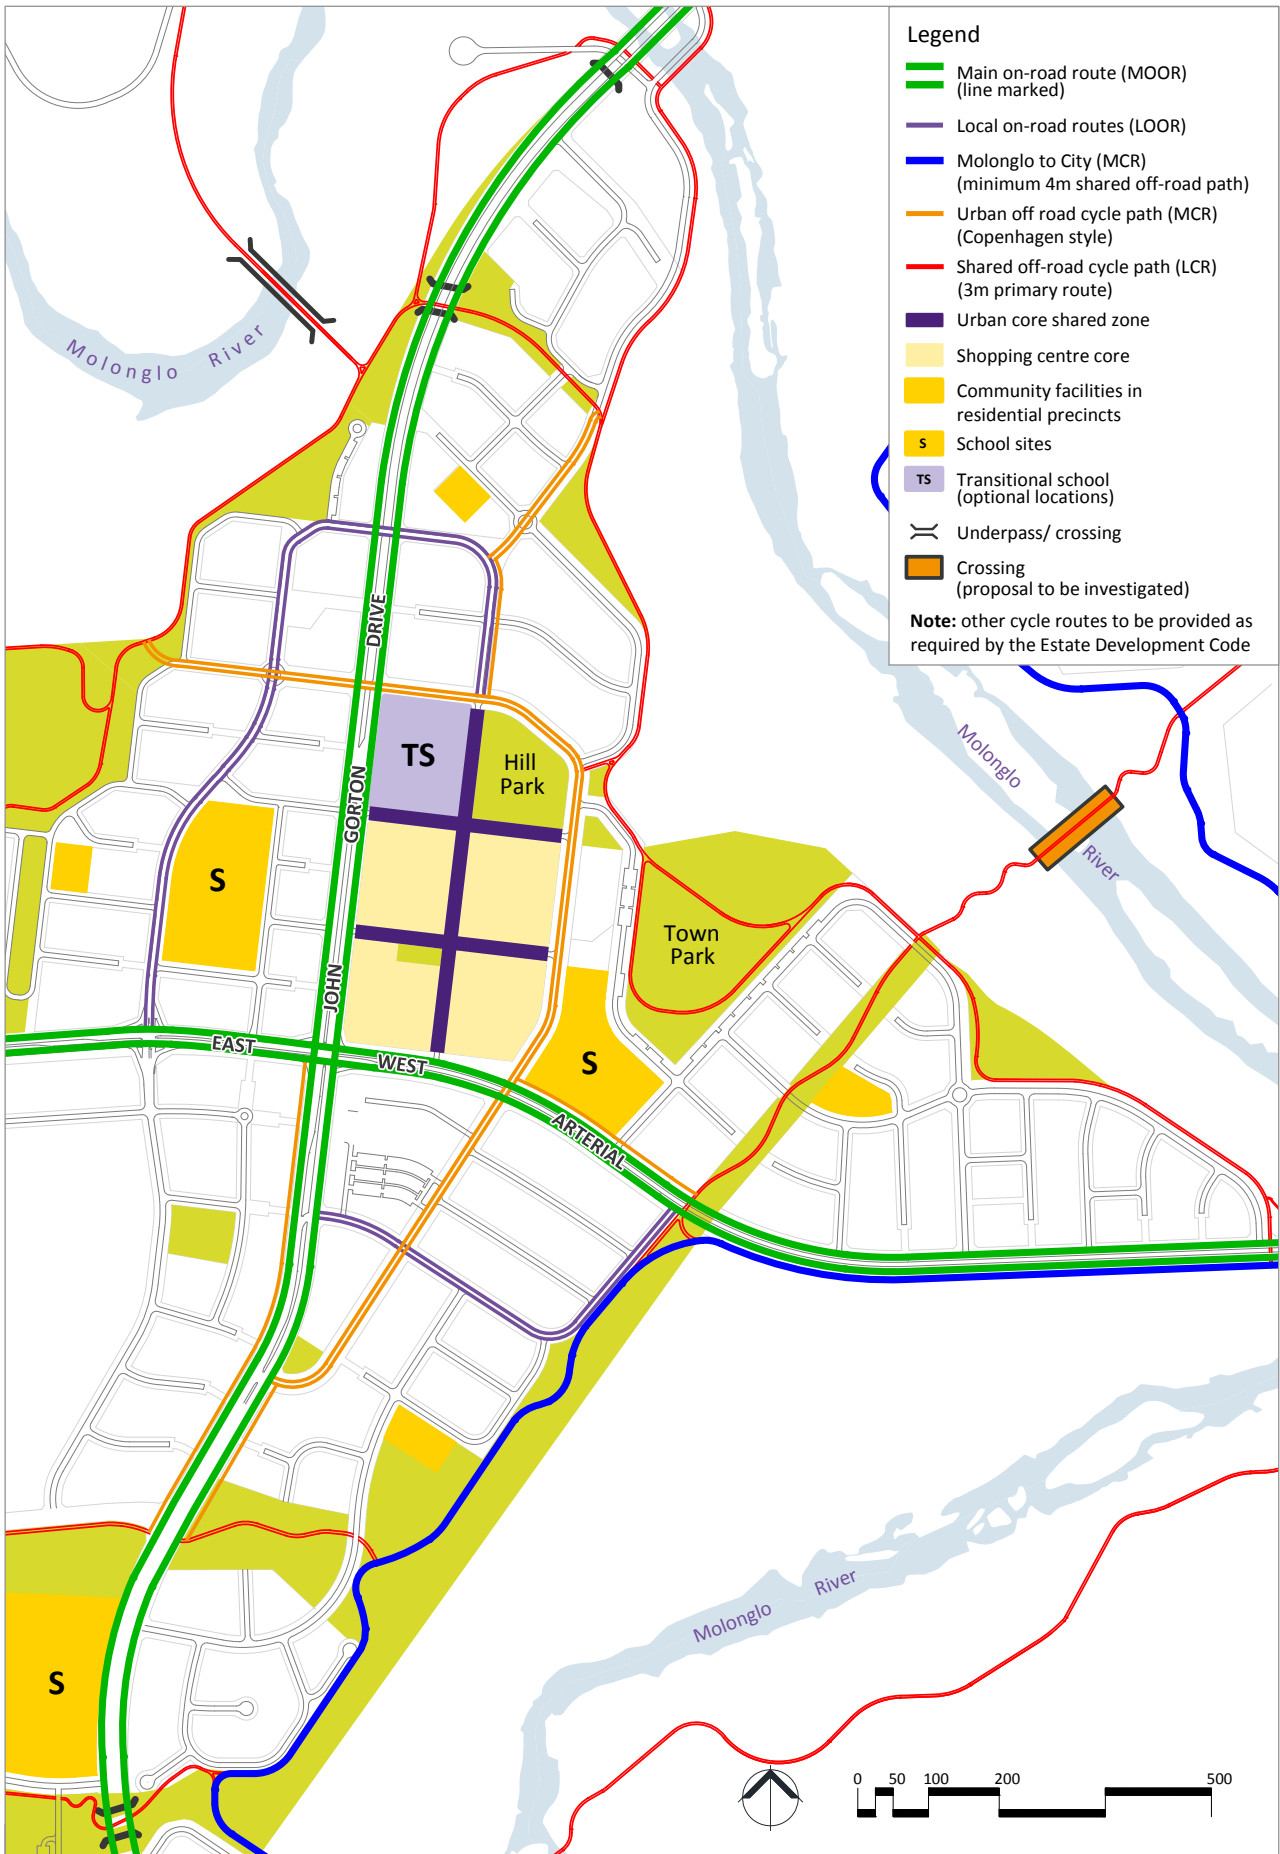 Legend
Main on-road route (MOOR)
(line marked)
Local on-road routes (LOOR)
Molonglo to City (MCR)
(minimum 4m shared off-road path)
Urban off road cycle path (MCR)
(Copenhagen style)
Shared off-road cycle path (LCR)
(3m primary route)
Urban core shared zone
Shopping centre core
Community facilities in
residential precincts
S School sites
TS Transitional school
(optional locations)
Underpass/ crossing
Crossing
(proposal to be investigated)
Note: other cycle routes to be provided as
required by the Estate Development Code
Molonglo River
DRIVE
GORTON
JOHN
TS
Hill
Park
S
Town
Park
Molonglo
River
EAST
WEST
ARTERIAL
S
S
Molonglo River
0 50 100 200 500